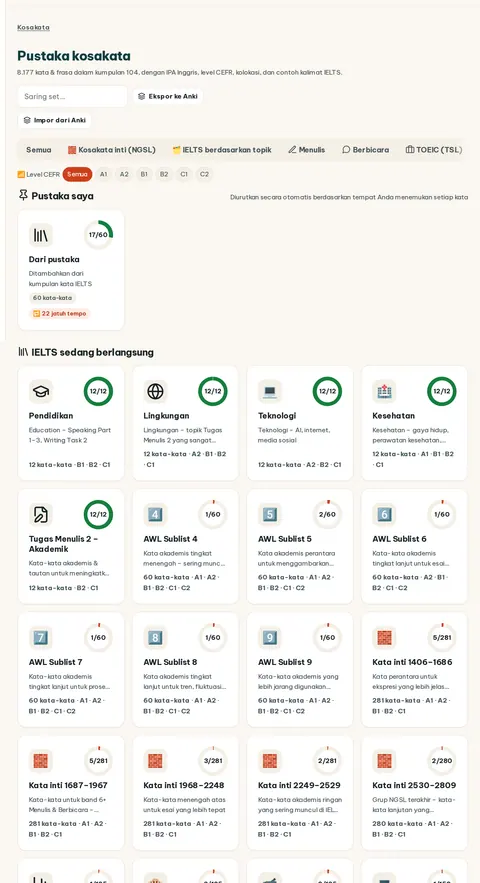 Kosakata
Pustaka kosakata
8.177 kata & frasa dalam kumpulan 104, dengan IPA Inggris, level CEFR, kolokasi, dan contoh kalimat IELTS.
Saring set...
Ekspor ke Anki
Impor dari Anki
Semua
Kosakata inti (NGSL)
IELTS berdasarkan topik
Menulis
Berbicara
TOEIC (TSL)
Level CEFR
Semua
A1
A2
B1
B2
C1
C2
Pustaka saya
Diurutkan secara otomatis berdasarkan tempat Anda menemukan setiap kata
17/60
Dari pustaka
Ditambahkan dari
kumpulan kata IELTS
60 kata-kata
22 jatuh tempo
IELTS sedang berlangsung
12/12
Pendidikan
Education – Speaking Part
1–3, Writing Task 2
12 kata-kata · B1 · B2 · C1
12/12
Lingkungan
Lingkungan – topik Tugas
Menulis 2 yang sangat...
12 kata-kata · A2 · B1 · B2
· C1
12/12
Teknologi
Teknologi – AI, internet,
media sosial
12 kata-kata · A2 · B2 · C1
12/12
Kesehatan
Kesehatan – gaya hidup,
perawatan kesehatan,...
12 kata-kata · A1 · B1 · B2
· C1
12/12
Tugas Menulis 2 –
Akademik
Kata-kata akademis &
tautan untuk meningkatk...
12 kata-kata · B2 · C1
4
1/60
AWL Sublist 4
Kata-kata akademis tingkat
menengah – sering munc...
60 kata-kata · A1 · A2 ·
B1 · B2 · C1 · C2
5
2/60
AWL Sublist 5
Kata akademis perantara
untuk menggambarkan...
60 kata-kata · A1 · A2 ·
B1 · B2 · C1 · C2
6
1/60
AWL Sublist 6
Kata-kata akademis
tingkat lanjut untuk esai...
60 kata-kata · A2 · B1 ·
B2 · C1 · C2
7
1/60
AWL Sublist 7
Kata-kata akademis
tingkat lanjut untuk prose...
60 kata-kata · A1 · A2 ·
B1 · B2 · C1 · C2
8
1/60
AWL Sublist 8
Kata-kata akademis
tingkat lanjut untuk tren, fluktuasi...
60 kata-kata · A1 · A2 ·
B1 · B2 · C1 · C2
9
1/60
AWL Sublist 9
Kata-kata akademis yang
lebih jarang digunakan...
60 kata-kata · A1 · A2 ·
B1 · B2 · C1 · C2
5/281
Kata inti 1406–1686
Kata perantara untuk
ekspresi yang lebih jelas...
281 kata-kata · A1 · A2 ·
B1 · B2 · C1
5/281
Kata inti 1687–1967
Kata-kata untuk band 6+
Menulis & Berbicara –...
281 kata-kata · A1 · A2 ·
B1 · B2 · C1
3/281
Kata inti 1968–2248
Kata-kata menengah atas
untuk esai yang lebih tepat
281 kata-kata · A1 · A2 ·
B1 · B2 · C1
2/281
Kata inti 2249–2529
Kata-kata akademis ringan
yang sering muncul di IEL...
281 kata-kata · A1 · A2 ·
B1 · B2 · C1
2/280
Kata inti 2530–2809
Grup NGSL terakhir – kata-
kata lanjutan yang...
280 kata-kata · A1 · A2 ·
B1 · B2 · C1